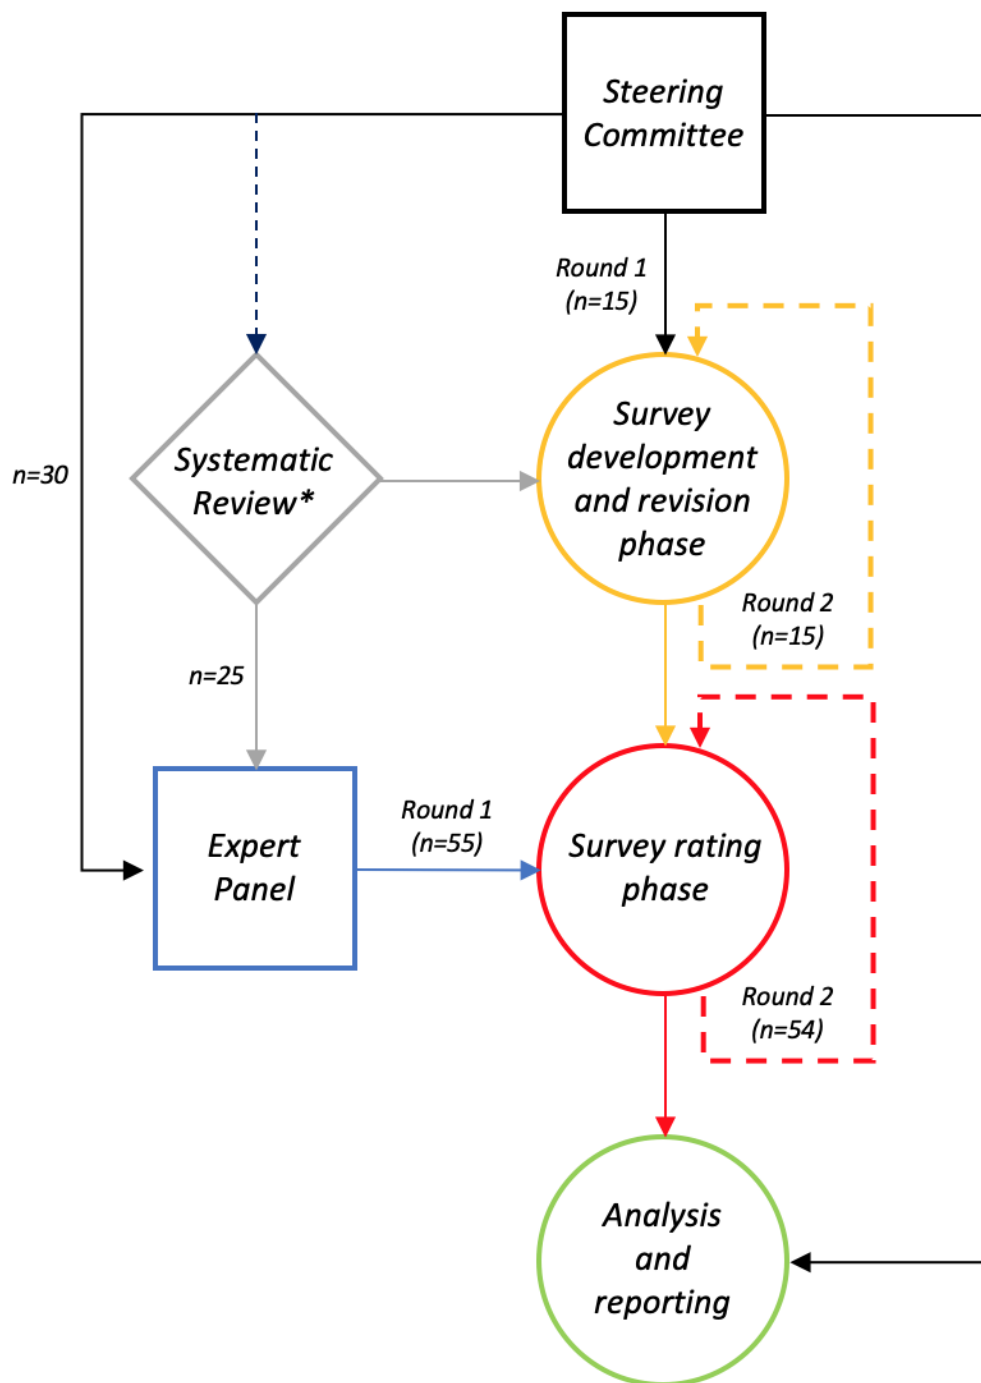 Steering
Committee
Round 1
(n=15)
n=30
Systematic
Review*
Survey
development
and revision
phase
Round 2
(n=15)
n=25
Expert
Panel
Round 1
(n=55)
Survey rating
phase
Round 2
(n=54)
Analysis
and
reporting